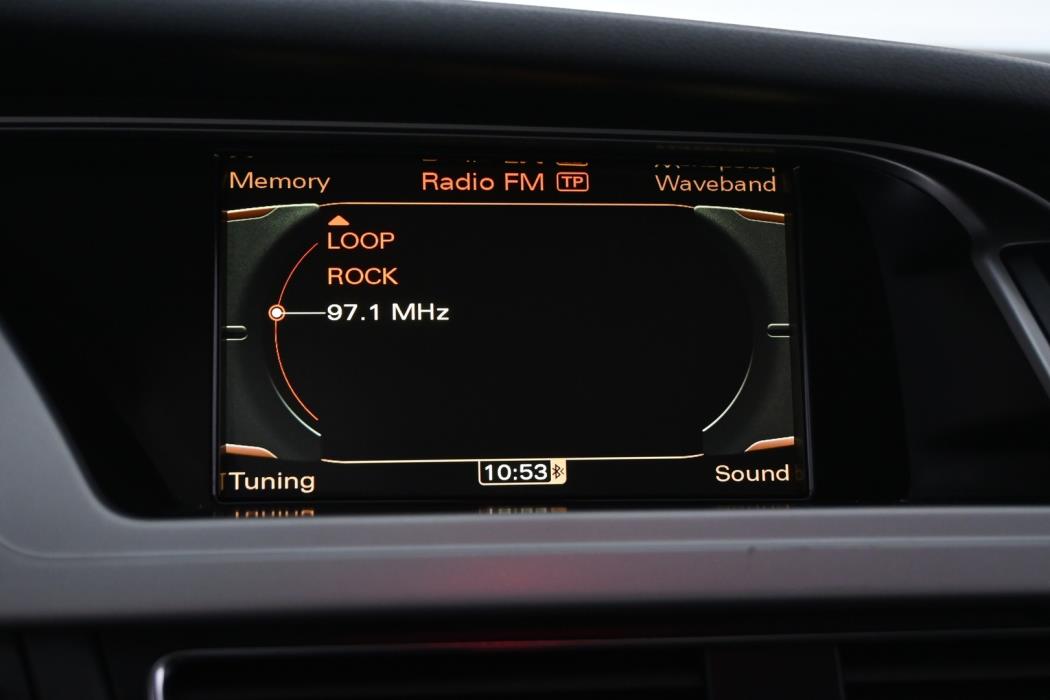 Memory
Radio FM TP
Waveband
LOOP
ROCK
97.1 MHz
Tuning
10:53
Sound